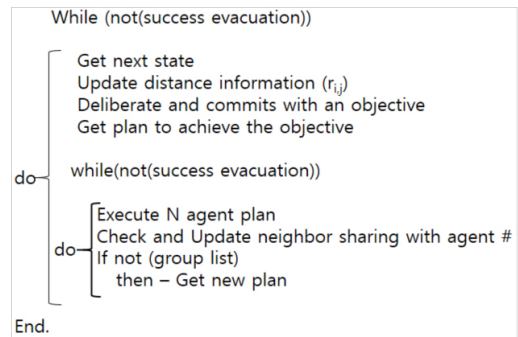 While (not(success evacuation))
Get next state
Update distance information (ri,j)
Deliberate and commits with an objective
Get plan to achieve the objective
do
while(not(success evacuation))
Execute N agent plan
Check and Update neighbor sharing with agent #
do
If not (group list)
then – Get new plan
End.